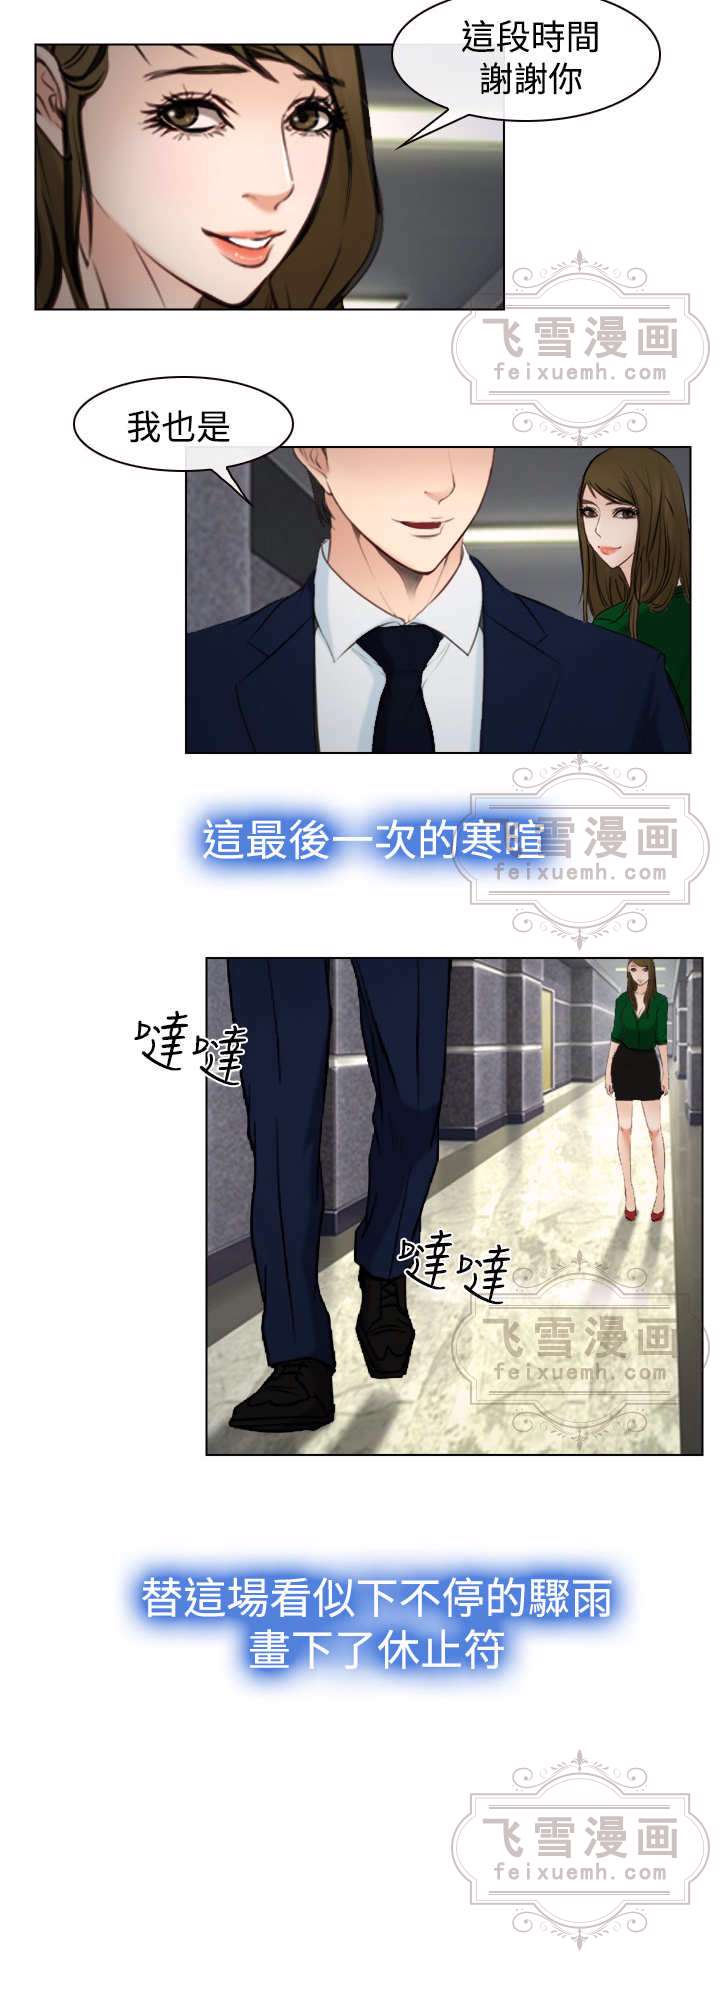 這段時間
謝謝你
飞雪漫画
feixuemh.com
我也是
這最後一次的寒暄
飞雪漫画
feixuemh.com
噠噠
噠噠
飞雪漫画
feixuemh.com
替這場看似下不停的驟雨
畫下了休止符
飞雪漫画
feixuemh.com